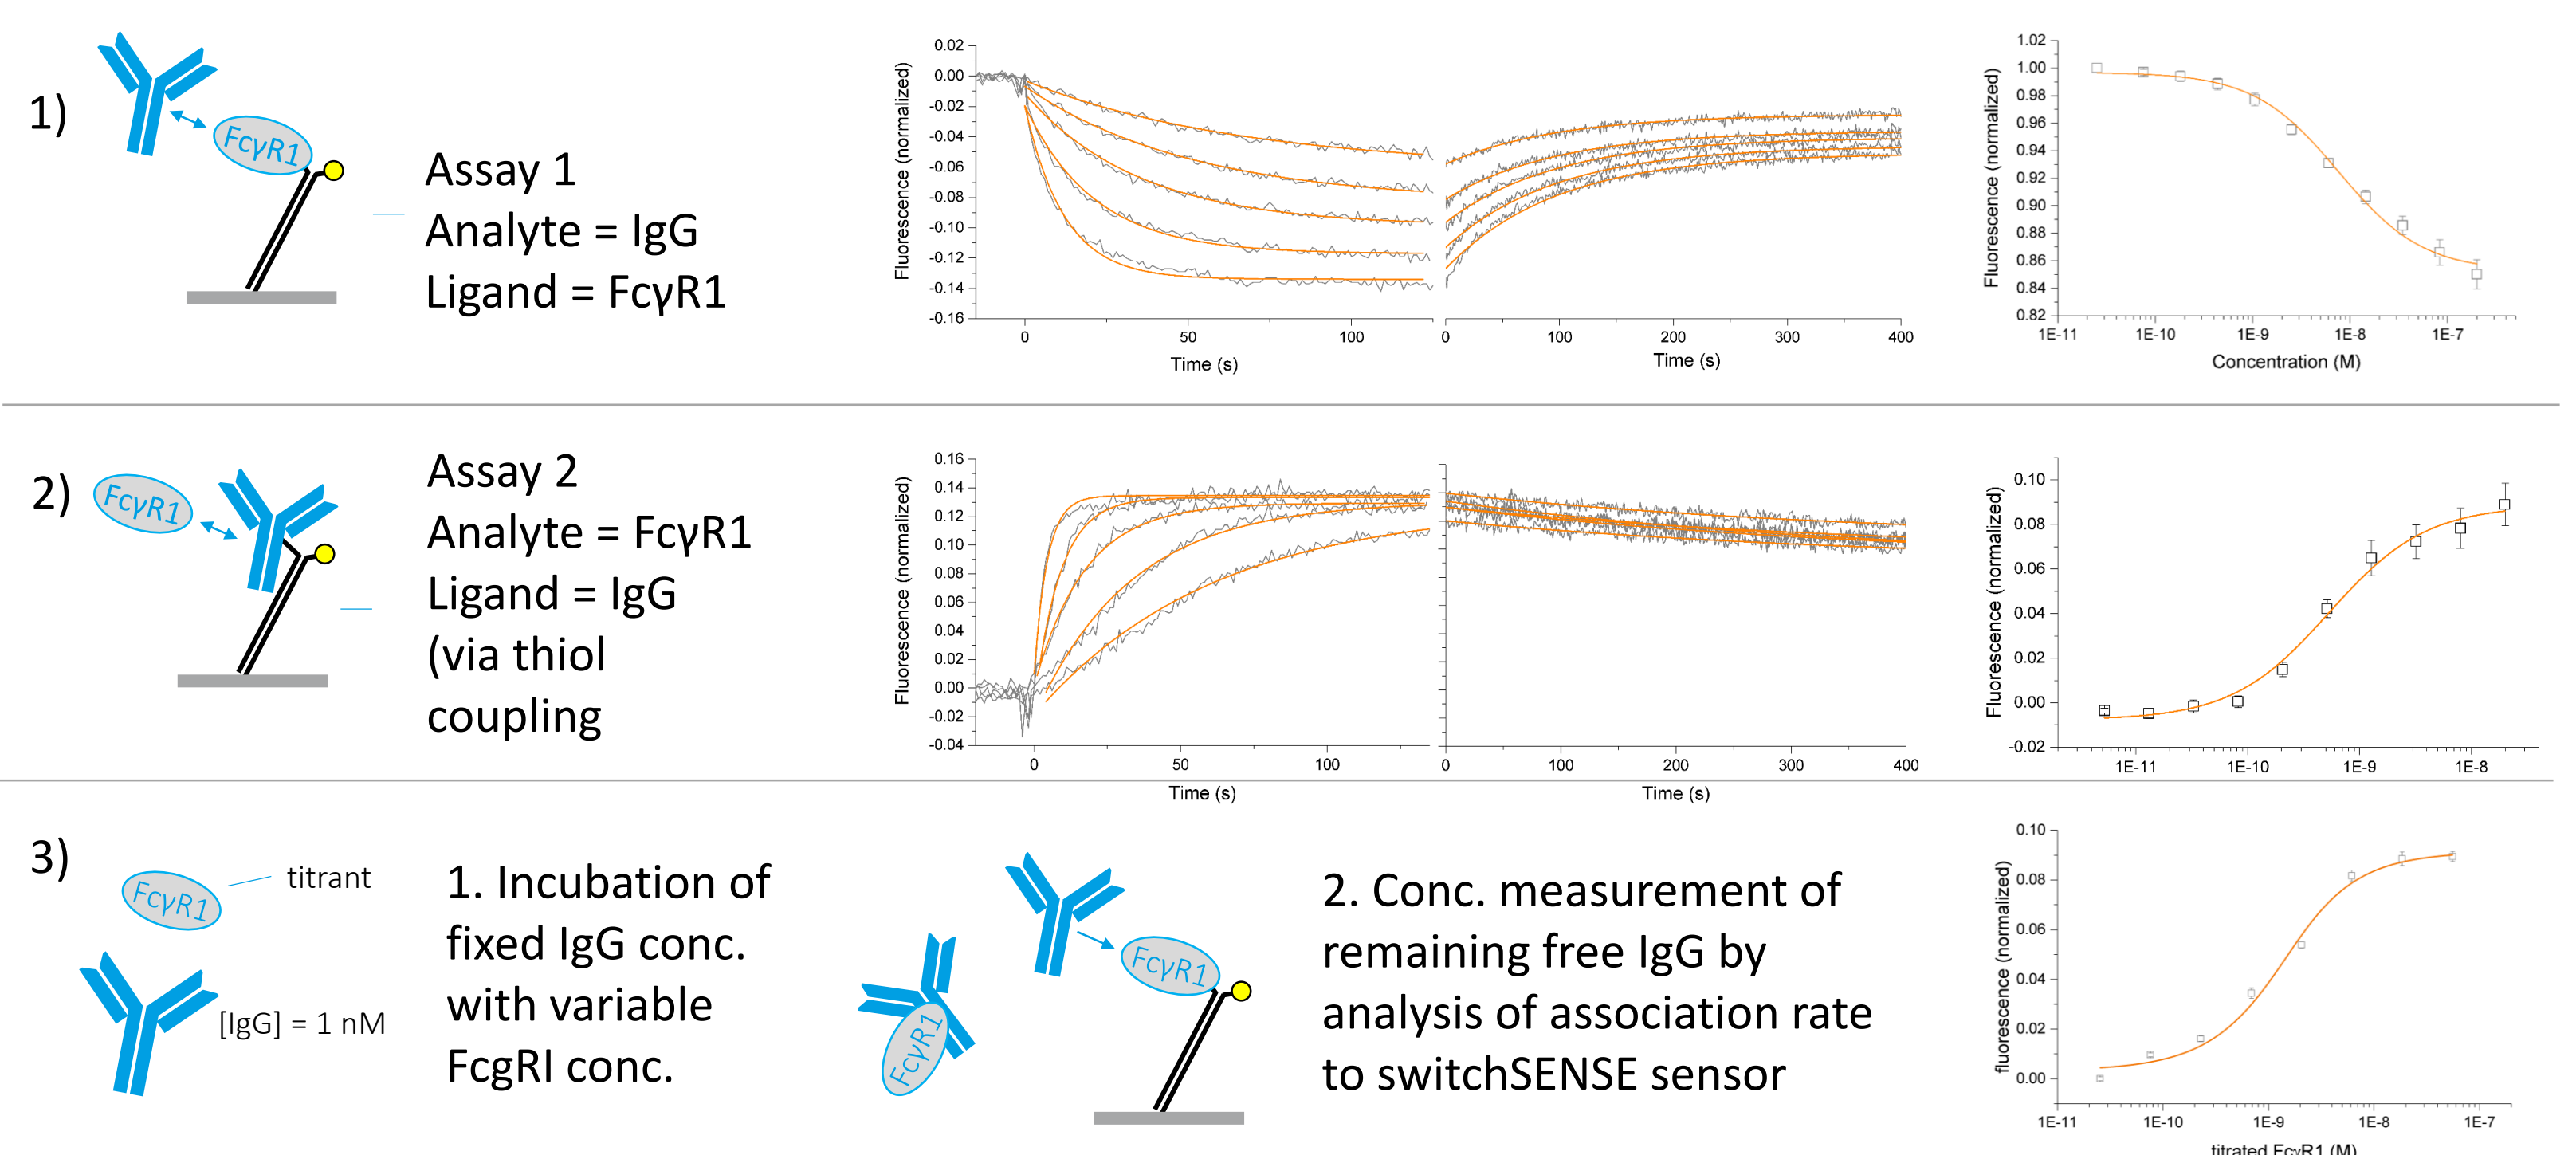 1)
FcγR1
Assay 1
Analyte = IgG
Ligand = FcγR1
Fluorescence (normalized)
0.02
0.00
-0.02
-0.04
-0.06
-0.08
-0.10
-0.12
-0.14
-0.16
0
50
100
Time (s)
0
100
200
300
400
Time (s)
Fluorescence (normalized)
1.02
1.00
0.98
0.96
0.94
0.92
0.90
0.88
0.86
0.84
0.82
1E-11
1E-10
1E-9
1E-8
1E-7
Concentration (M)
2)
FcγR1
Assay 2
Analyte = FcγR1
Ligand = IgG
(via thiol
coupling
Fluorescence (normalized)
0.16
0.14
0.12
0.10
0.08
0.06
0.04
0.02
0.00
-0.02
-0.04
0
50
100
Time (s)
0
100
200
300
400
Time (s)
Fluorescence (normalized)
0.10
0.08
0.06
0.04
0.02
0.00
-0.02
1E-11
1E-10
1E-9
1E-8
3)
FcγR1
titrant
[IgG] = 1 nM
1. Incubation of
fixed IgG conc.
with variable
FcgRI conc.
FcγR1
FcγR1
2. Conc. measurement of
remaining free IgG by
analysis of association rate
to switchSENSE sensor
fluorescence (normalized)
0.10
0.08
0.06
0.04
0.02
0.00
1E-11
1E-10
1E-9
1E-8
1E-7
titrated FcγR1 (M)